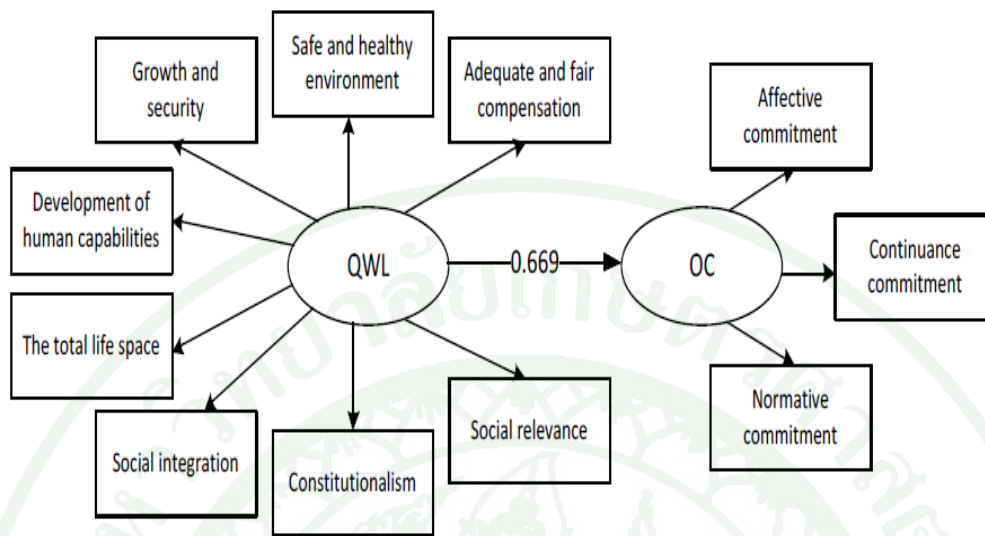 Safe and healthy
environment
Growth and
security
Adequate and fair
compensation
Affective
commitment
Development of
human capabilities
QWL
0.669
OC
Continuance
commitment
The total life space
Social integration
Constitutionalism
Social relevance
Normative
commitment